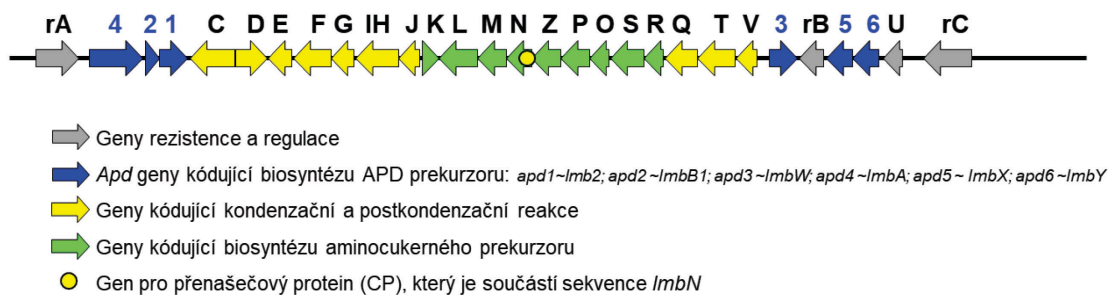 rA 4 2 1 C D E F G IH J K L M N Z P O S R Q T V 3 rB 5 6 U rC
Geny rezistence a regulace
Apd geny kódující biosyntézu APD prekurzoru: apd1~lmb2; apd2~lmbB1; apd3~lmbW; apd4~lmbA; apd5~ lmbX; apd6~lmbY
Geny kódující kondenzační a postkondenzační reakce
Geny kódující biosyntézu aminocukerného prekurzoru
Gen pro přenašečový protein (CP), který je součástí sekvence lmbN